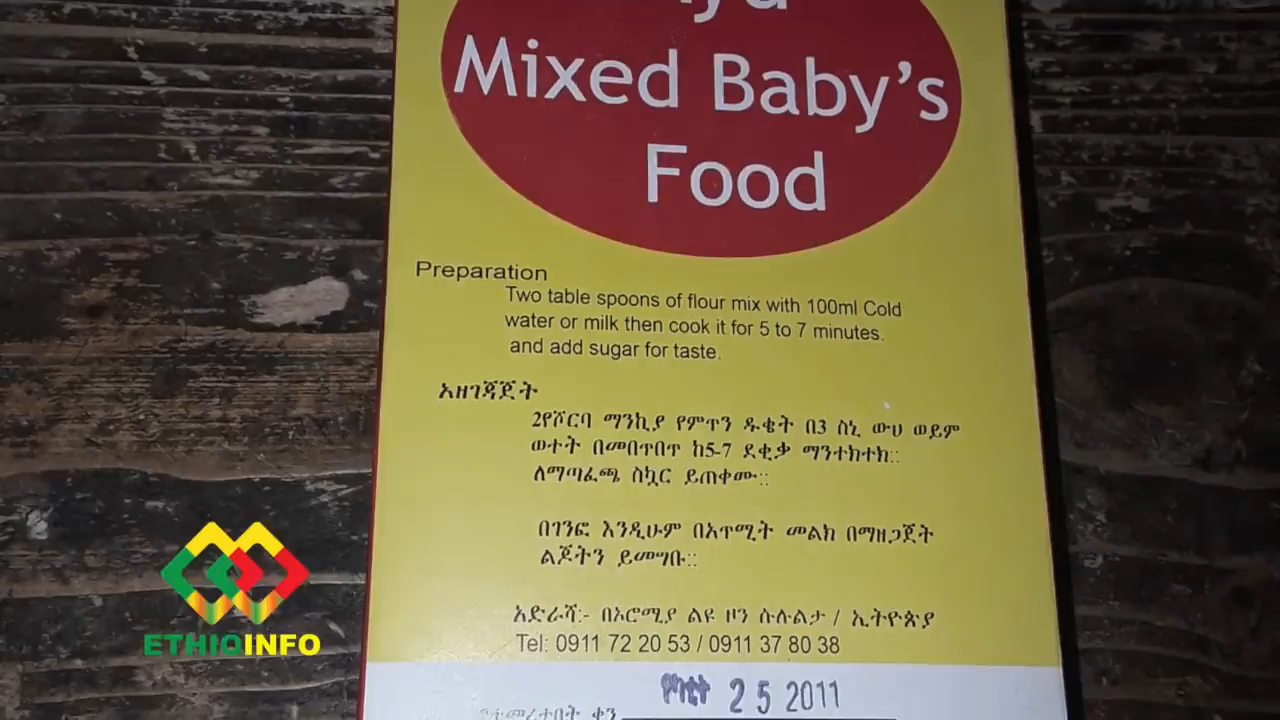 Mixed Baby's
Food
Preparation
Two table spoons of flour mix with 100ml Cold
water or milk then cook it for 5 to 7 minutes.
and add sugar for taste.
አዘገጃጀት
2የሾርባ ማንኪያ የምጥን ዱቄት በ3 ስኒ ውሀ ወይም
ወተት በመበጥበጥ ከ5-7 ደቂቃ ማንተክተክ::
ለማጣፈጫ ስኳር ይጠቀሙ::
በገንፎ እንዲሁም በአጥሚት መልክ በማዘጋጀት
ልጆትን ይመግቡ::
አድራሻ:- በኦሮሚያ ልዩ ዞን ሱሉልታ / ኢትዮጵያ
Tel: 0911 72 20 53 / 0911 37 80 38
25 2011
ቀን
ETHIOINFO